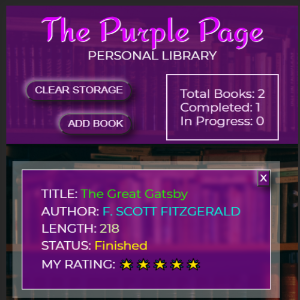 The Purple Page
PERSONAL LIBRARY
CLEAR STORAGE
ADD BOOK
Total Books: 2
Completed: 1
In Progress: 0
X
TITLE: The Great Gatsby
AUTHOR: F. SCOTT FITZGERALD
LENGTH: 218
STATUS: Finished
MY RATING: ★ ★ ★ ★ ★